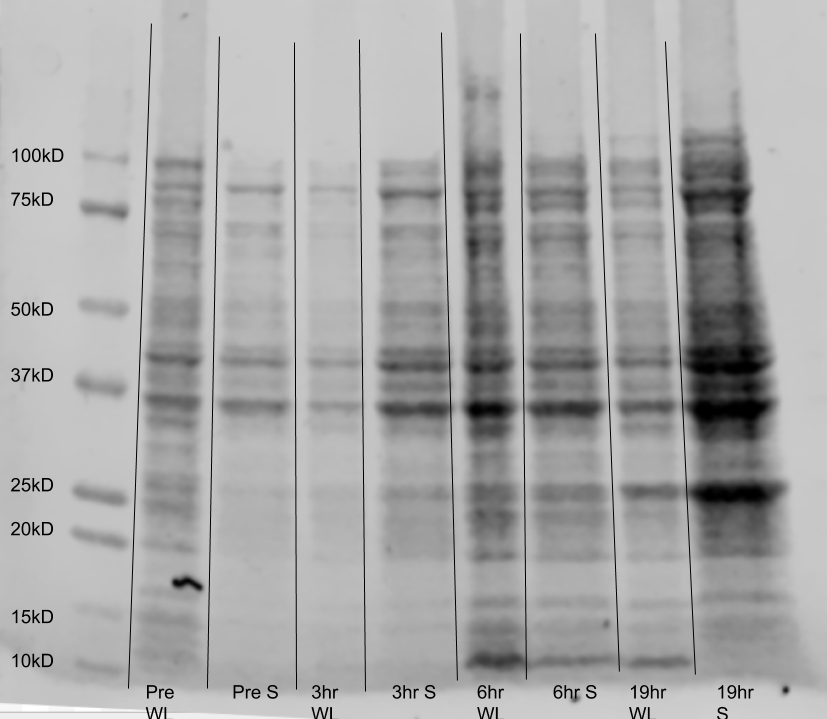 100kD
75kD
50kD
37kD
25kD
20kD
15kD
10kD
Pre Pre S 3hr 3hr S 6hr 6hr S 19hr 19hr
WL WL WL WL S